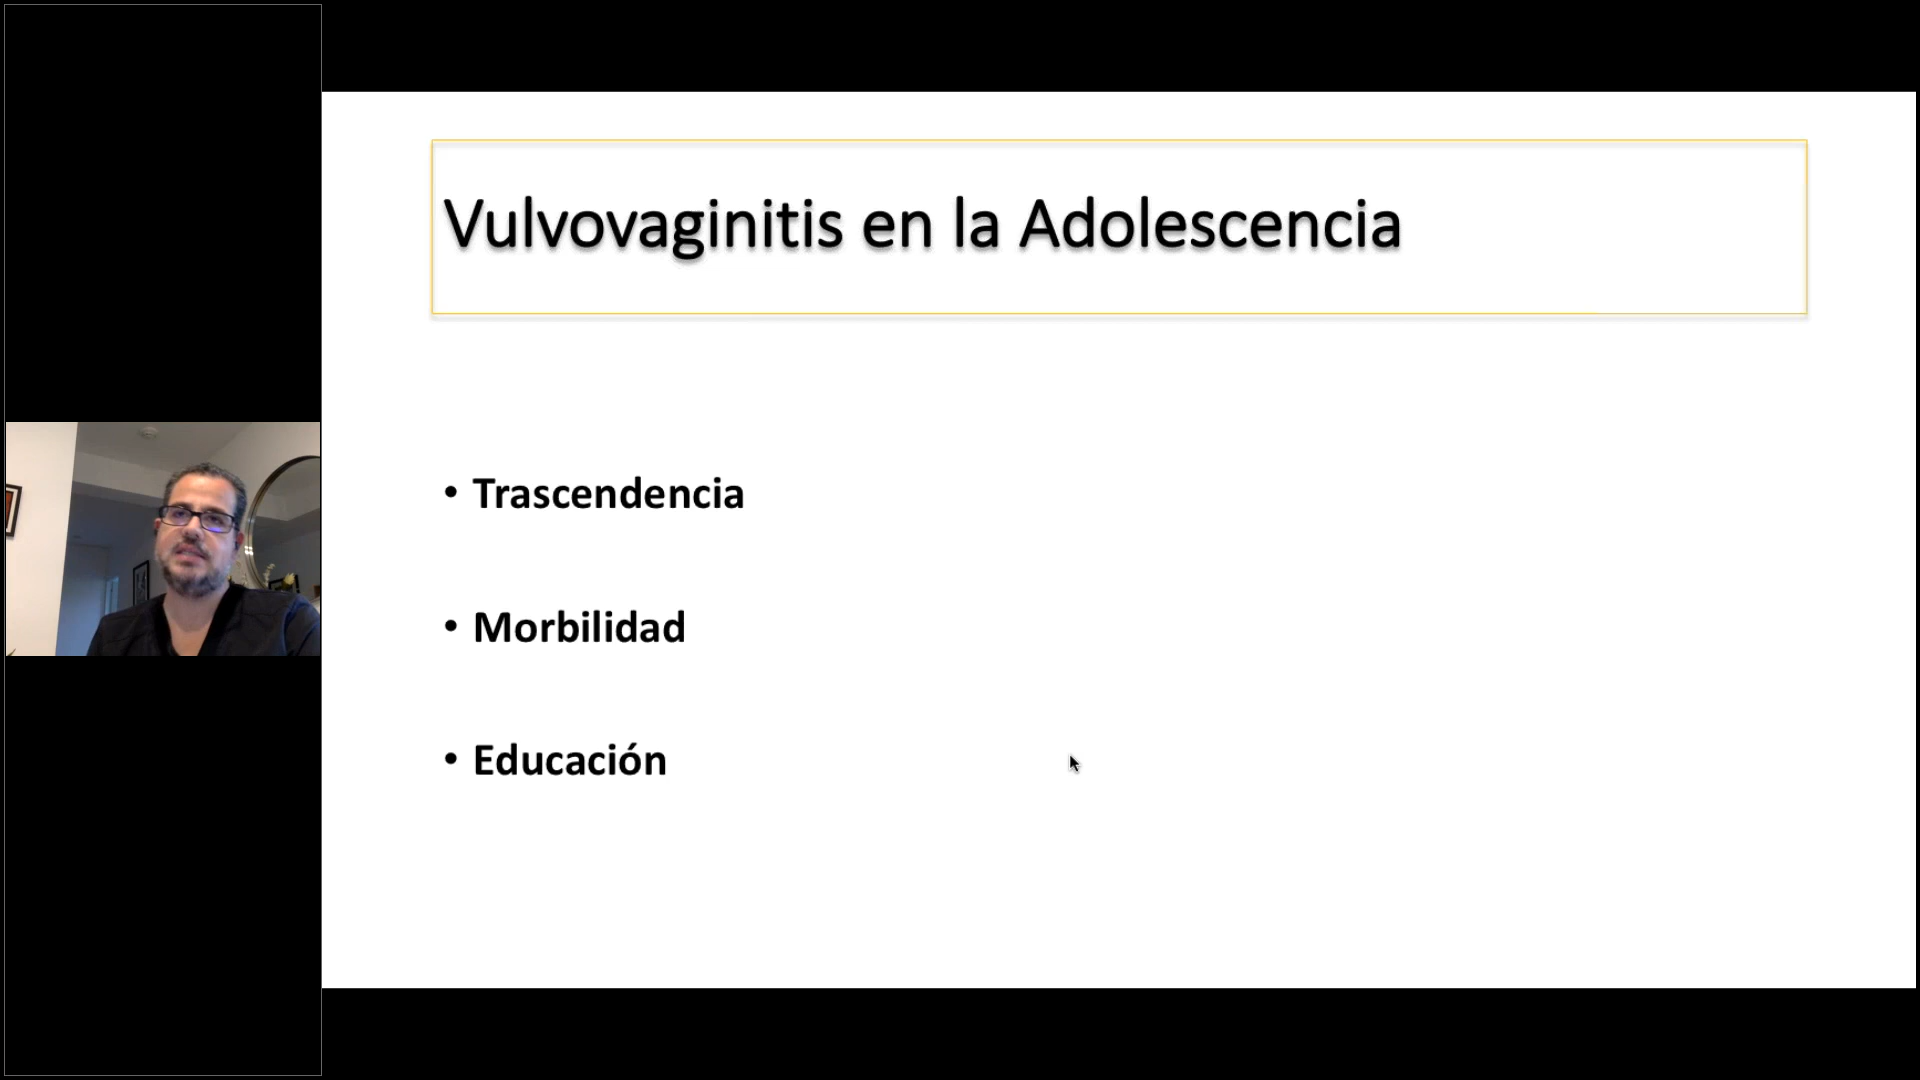 Vulvovaginitis en la Adolescencia
• Trascendencia
• Morbilidad
• Educación